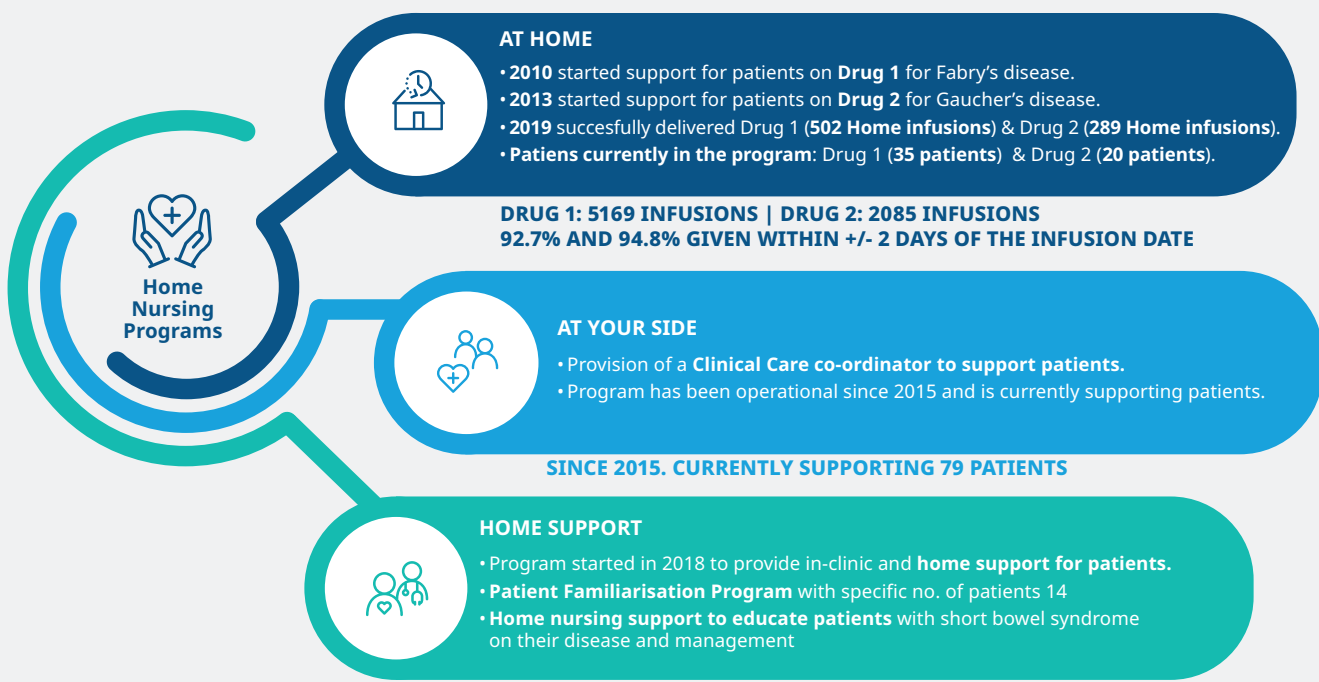 Home
Nursing
Programs
AT HOME
• 2010 started support for patients on Drug 1 for Fabry’s disease.
• 2013 started support for patients on Drug 2 for Gaucher’s disease.
• 2019 succesfully delivered Drug 1 (502 Home infusions) & Drug 2 (289 Home infusions).
• Patiens currently in the program: Drug 1 (35 patients) & Drug 2 (20 patients).
DRUG 1: 5169 INFUSIONS | DRUG 2: 2085 INFUSIONS
92.7% AND 94.8% GIVEN WITHIN +/- 2 DAYS OF THE INFUSION DATE
AT YOUR SIDE
• Provision of a Clinical Care co-ordinator to support patients.
• Program has been operational since 2015 and is currently supporting patients.
SINCE 2015. CURRENTLY SUPPORTING 79 PATIENTS
HOME SUPPORT
• Program started in 2018 to provide in-clinic and home support for patients.
• Patient Familiarisation Program with specific no. of patients 14
• Home nursing support to educate patients with short bowel syndrome
on their disease and management